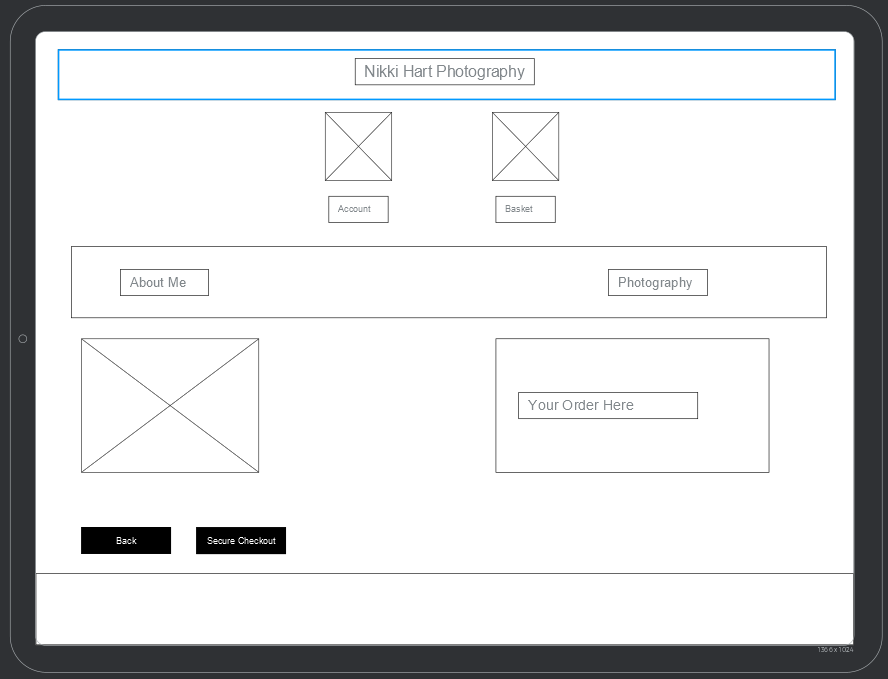 Nikki Hart Photography
Account
Basket
About Me
Photography
Your Order Here
Back
Secure Checkout
1366 x 1024